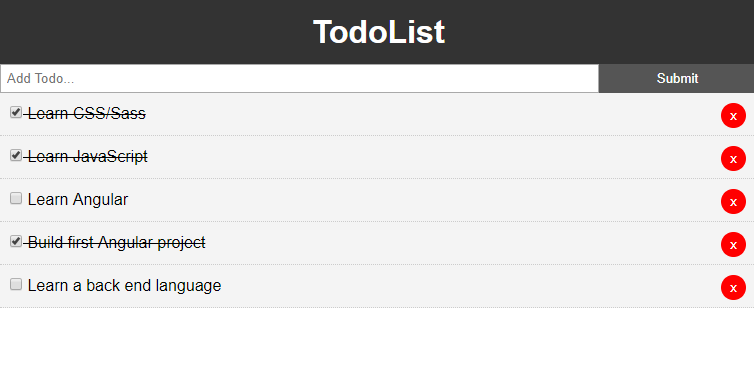 TodoList
Add Todo... Submit
Learn CSS/Sass x
Learn JavaScript x
Learn Angular x
Build first Angular project x
Learn a back end language x